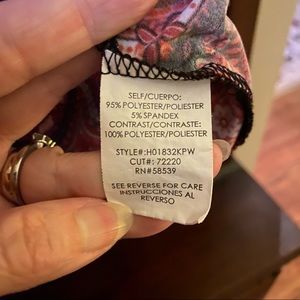 SELF/CUERPO:
95% POLYESTER/POLIESTER
5% SPANDEX
CONTRAST/CONTRASTE:
100% POLYESTER/POLIESTER
STYLE#:H01832KPW
CUT#: 72220
RN#58539
SEE REVERSE FOR CARE
INSTRUCCIONES AL
REVERSO